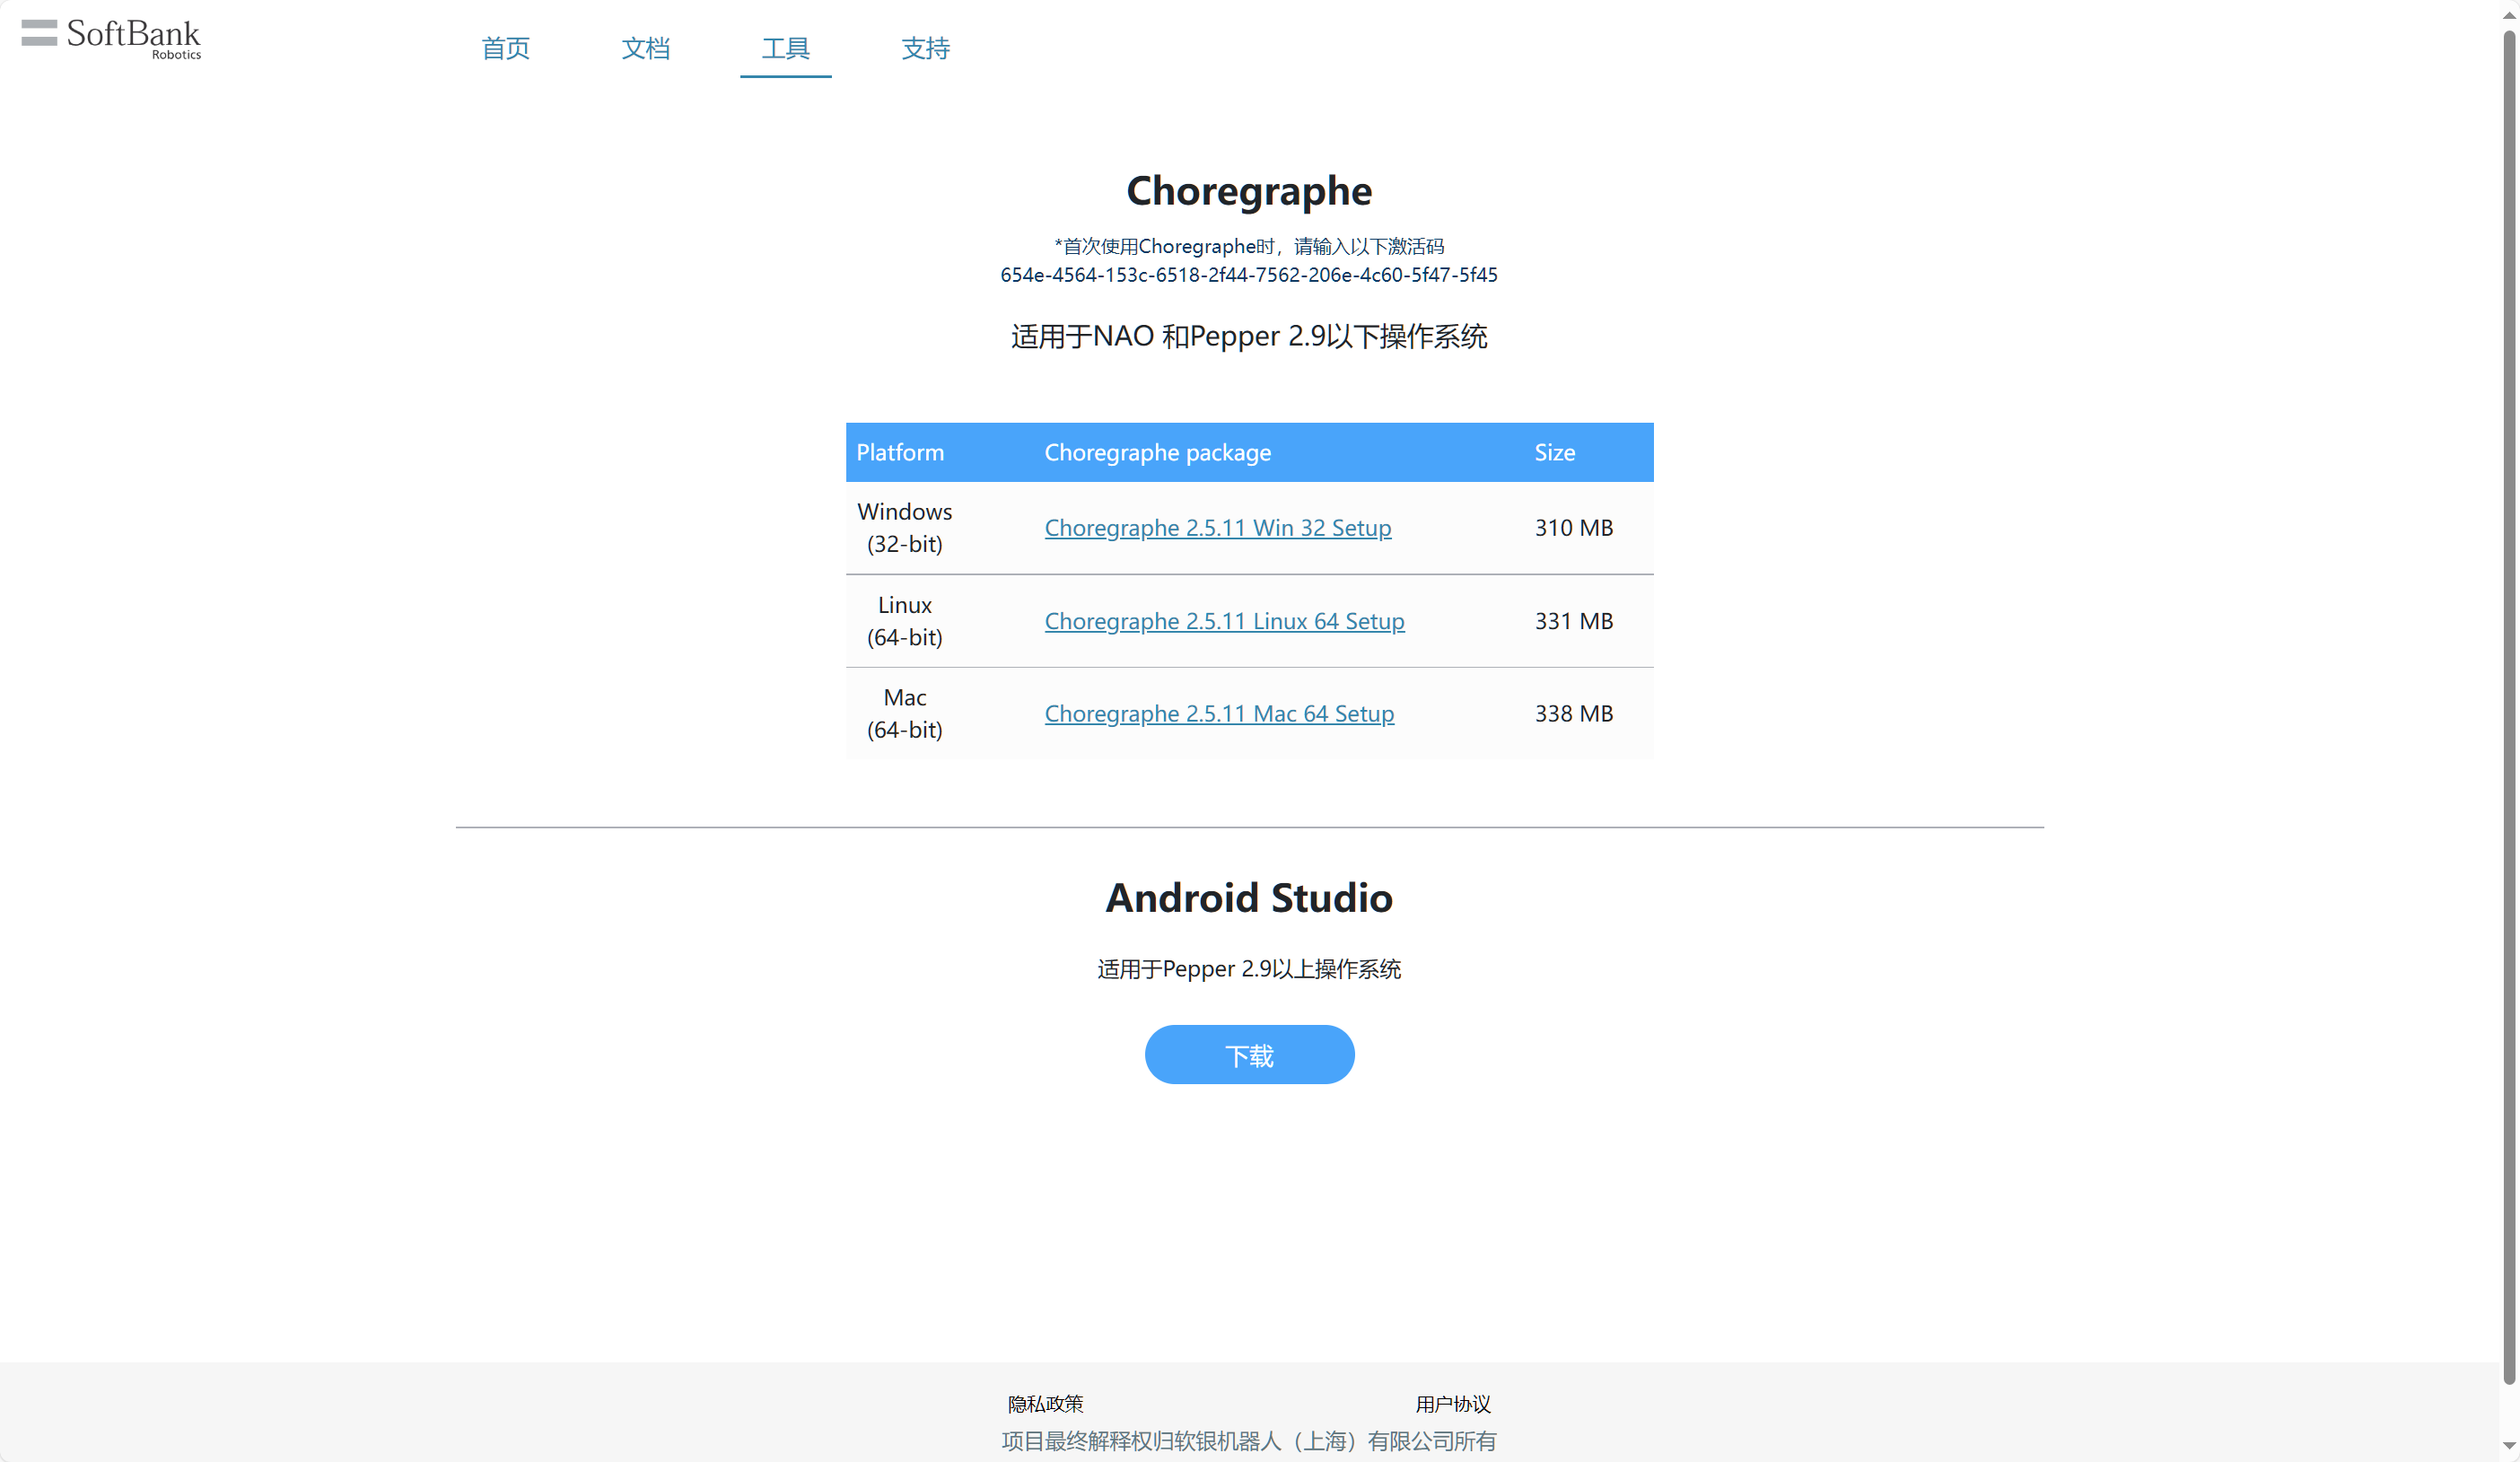 SoftBank
Robotics
首页 文档 工具 支持
Choregraphe
*首次使用Choregraphe时，请输入以下激活码
654e-4564-153c-6518-2f44-7562-206e-4c60-5f47-5f45
适用于NAO 和Pepper 2.9以下操作系统
Platform Choregraphe package Size
Windows
(32-bit) Choregraphe 2.5.11 Win 32 Setup 310 MB
Linux
(64-bit) Choregraphe 2.5.11 Linux 64 Setup 331 MB
Mac
(64-bit) Choregraphe 2.5.11 Mac 64 Setup 338 MB
Android Studio
适用于Pepper 2.9以上操作系统
下载
隐私政策 用户协议
项目最终解释权归软银机器人（上海）有限公司所有